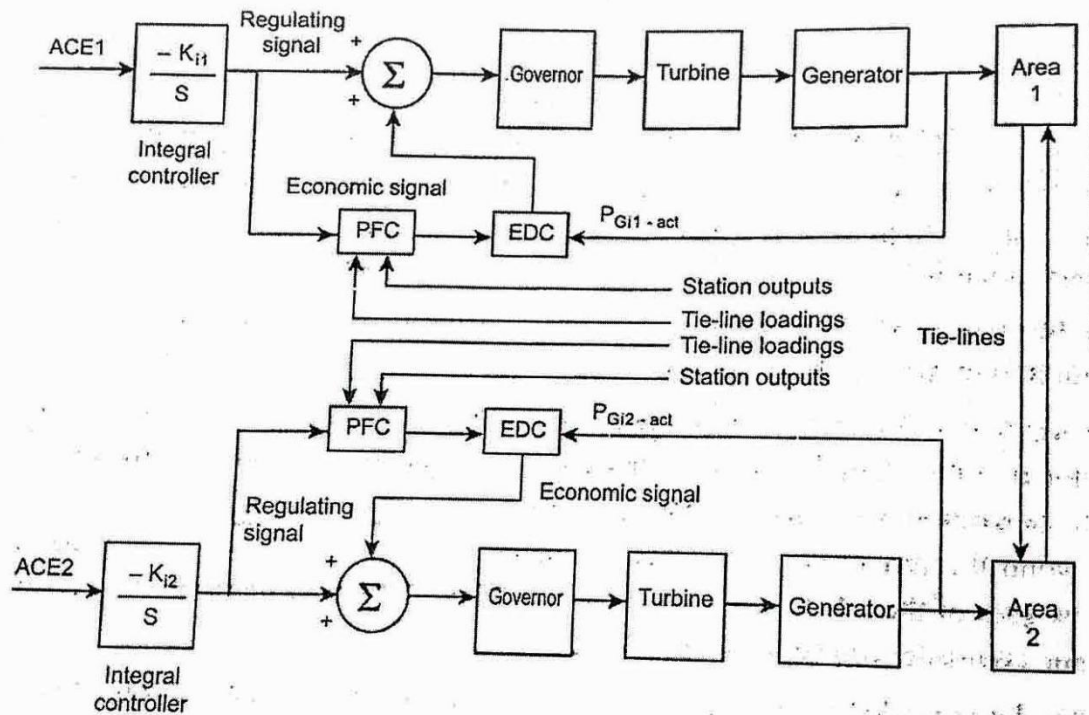 Regulating
signal
ACE1
- K_i1
S
Integral
controller
+
+
Σ
Governor
Turbine
Generator
Area
1
Economic signal
PFC
EDC
P_Gi1 - act
Station outputs
Tie-line loadings
Tie-line loadings
Station outputs
Tie-lines
PFC
EDC
P_Gi2 - act
Regulating
signal
Economic signal
ACE2
- K_i2
S
Integral
controller
+
+
Σ
Governor
Turbine
Generator
Area
2